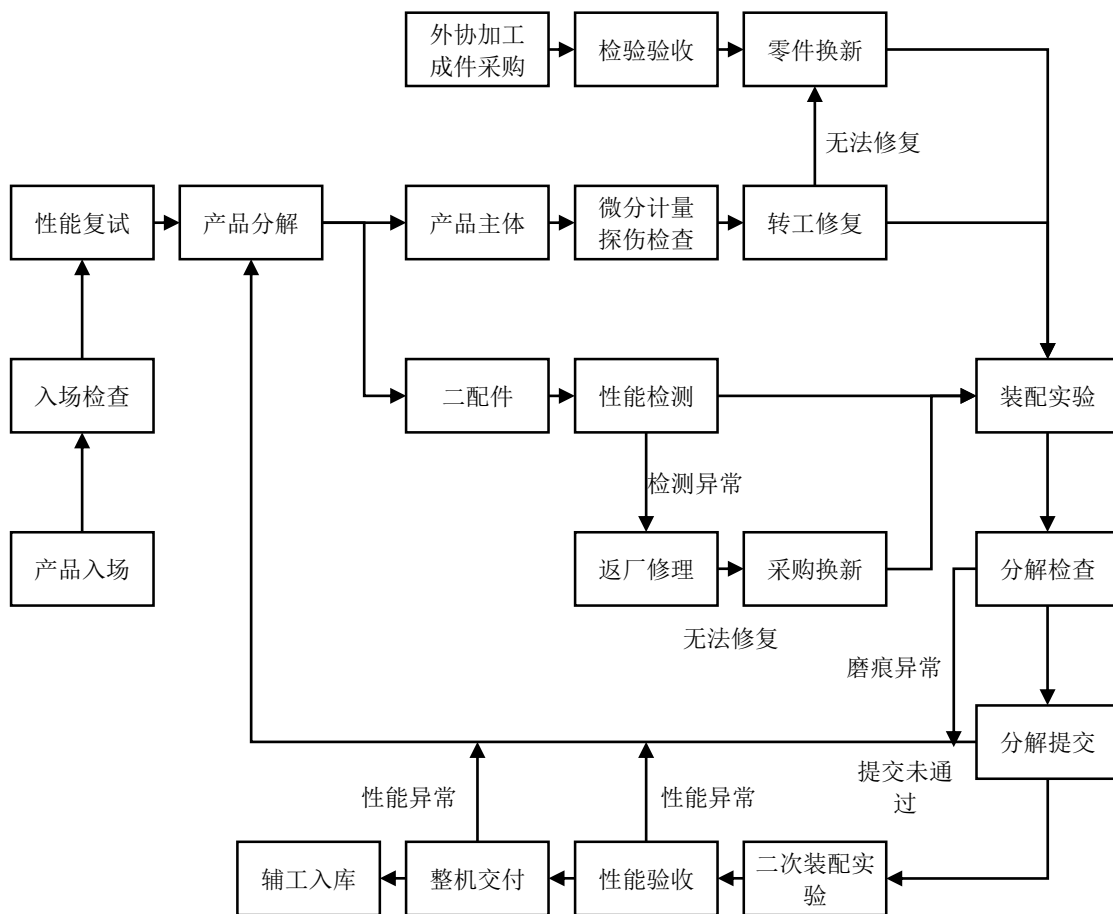 外协加工
成件采购
检验验收
零件换新
无法修复
性能复试
产品分解
产品主体
微分计量
探伤检查
转工修复
入场检查
二配件
性能检测
装配实验
检测异常
产品入场
返厂修理
采购换新
分解检查
无法修复
磨痕异常
分解提交
提交未通
过
性能异常
性能异常
辅工入库
整机交付
性能验收
二次装配实
验